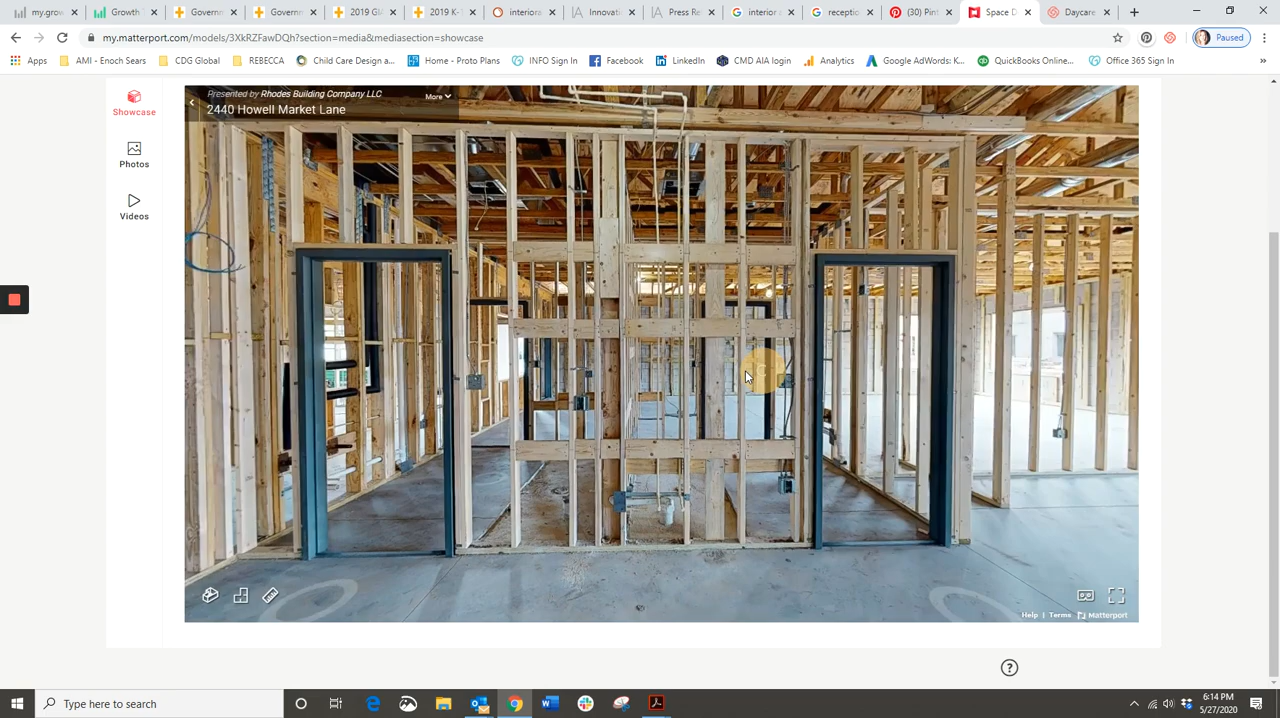 my.grow
Growth
Governm
Governm
2019 GI
2019 K-
interiora
Innovati
Press Re
interior
receptio
(30) Pin
Space D
Daycare
my.matterport.com/models/3XkRZFawDQh?section=media&mediasection=showcase
Paused
Apps
AMI - Enoch Sears
CDG Global
REBECCA
Child Care Design a...
Home - Proto Plans
INFO Sign In
Facebook
LinkedIn
CMD AIA login
Analytics
Google AdWords: K...
QuickBooks Online...
Office 365 Sign In
»
Showcase
Photos
Videos
Presented by Rhodes Building Company LLC
More
2440 Howell Market Lane
Help | Terms
Matterport
Type here to search
6:14 PM
5/27/2020